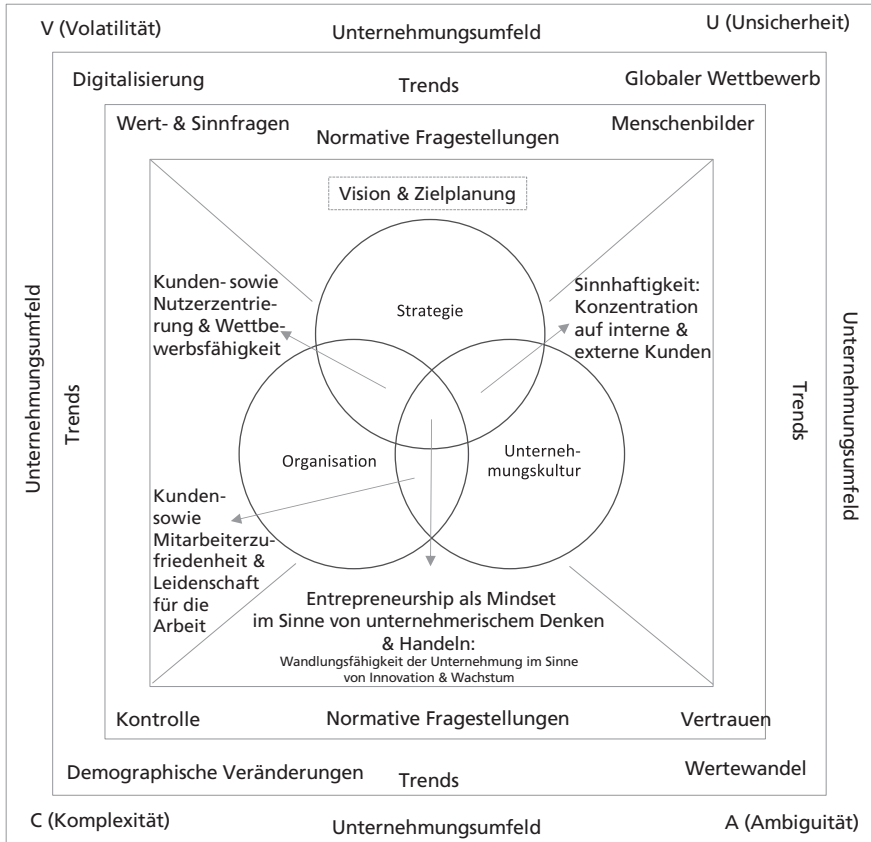 V (Volatilität)
Unternehmungsumfeld
U (Unsicherheit)
Digitalisierung
Trends
Globaler Wettbewerb
Wert- & Sinnfragen
Normative Fragestellungen
Menschenbilder
Vision & Zielplanung
Kunden- sowie
Nutzerzentrie-
rung & Wettbe-
werbsfähigkeit
Strategie
Sinnhaftigkeit:
Konzentration
auf interne &
externe Kunden
Unternehmungsumfeld
Trends
Trends
Unternehmungsumfeld
Organisation
Unterneh-
mungskultur
Kunden-
sowie
Mitarbeiterzu-
friedenheit &
Leidenschaft
für die
Arbeit
Entrepreneurship als Mindset
im Sinne von unternehmerischem Denken
& Handeln:
Wandlungsfähigkeit der Unternehmung im Sinne
von Innovation & Wachstum
Kontrolle
Normative Fragestellungen
Vertrauen
Demographische Veränderungen
Trends
Wertewandel
C (Komplexität)
Unternehmungsumfeld
A (Ambiguität)